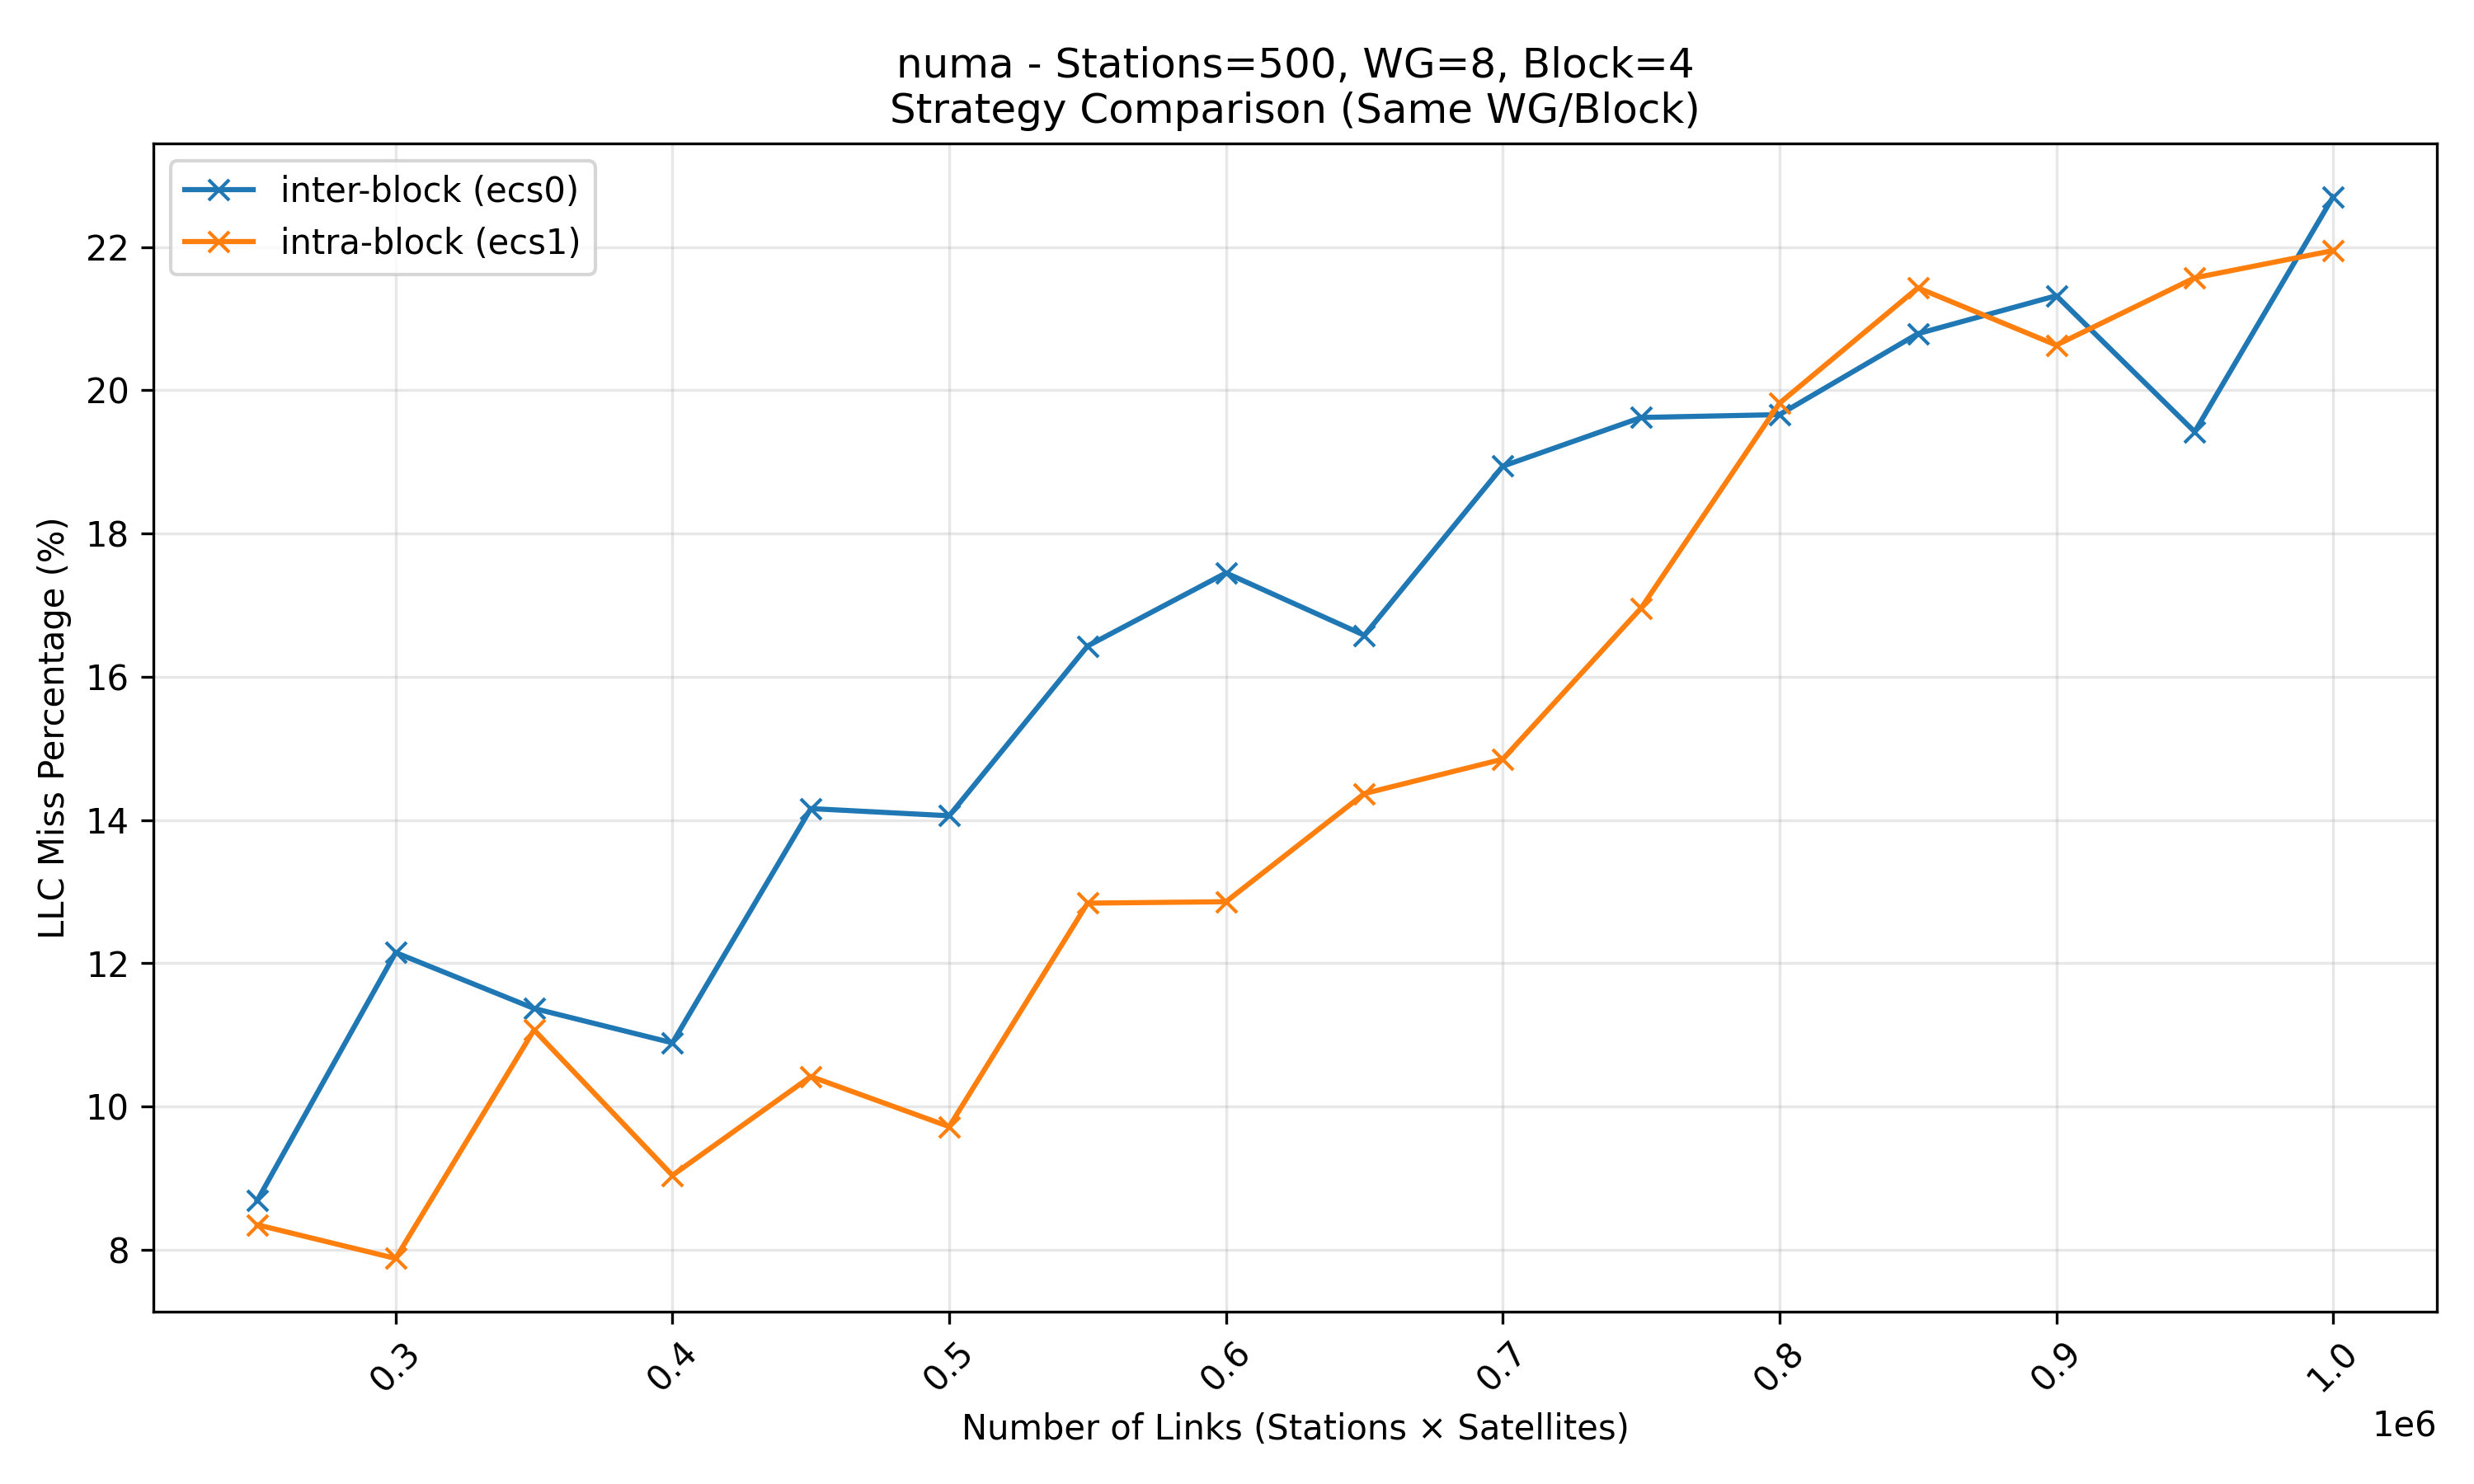 numa - Stations=500, WG=8, Block=4
Strategy Comparison (Same WG/Block)
inter-block (ecs0)
intra-block (ecs1)
LLC Miss Percentage (%)
22
20
18
16
14
12
10
8
0.3
0.4
0.5
0.6
0.7
0.8
0.9
1.0
1e6
Number of Links (Stations × Satellites)